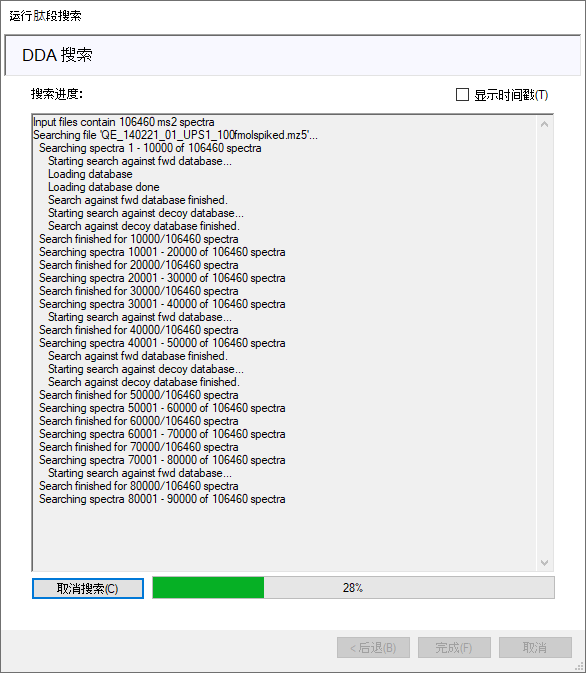 运行肽段搜索
DDA 搜索
搜索进度:
显示时间戳(T)
Input files contain 106460 ms2 spectra
Searching file 'QE_140221_01_UPS1_100fmolspiked.mz5'...
Searching spectra 1 - 10000 of 106460 spectra
Starting search against fwd database...
Loading database
Loading database done
Search against fwd database finished.
Starting search against decoy database...
Search against decoy database finished.
Search finished for 10000/106460 spectra
Searching spectra 10001 - 20000 of 106460 spectra
Search finished for 20000/106460 spectra
Searching spectra 20001 - 30000 of 106460 spectra
Search finished for 30000/106460 spectra
Searching spectra 30001 - 40000 of 106460 spectra
Starting search against fwd database...
Search finished for 40000/106460 spectra
Searching spectra 40001 - 50000 of 106460 spectra
Search against fwd database finished.
Starting search against decoy database...
Search against decoy database finished.
Search finished for 50000/106460 spectra
Searching spectra 50001 - 60000 of 106460 spectra
Search finished for 60000/106460 spectra
Searching spectra 60001 - 70000 of 106460 spectra
Search finished for 70000/106460 spectra
Searching spectra 70001 - 80000 of 106460 spectra
Starting search against fwd database...
Search finished for 80000/106460 spectra
Searching spectra 80001 - 90000 of 106460 spectra
取消搜索(C)
28%
< 后退(B)
完成(F)
取消